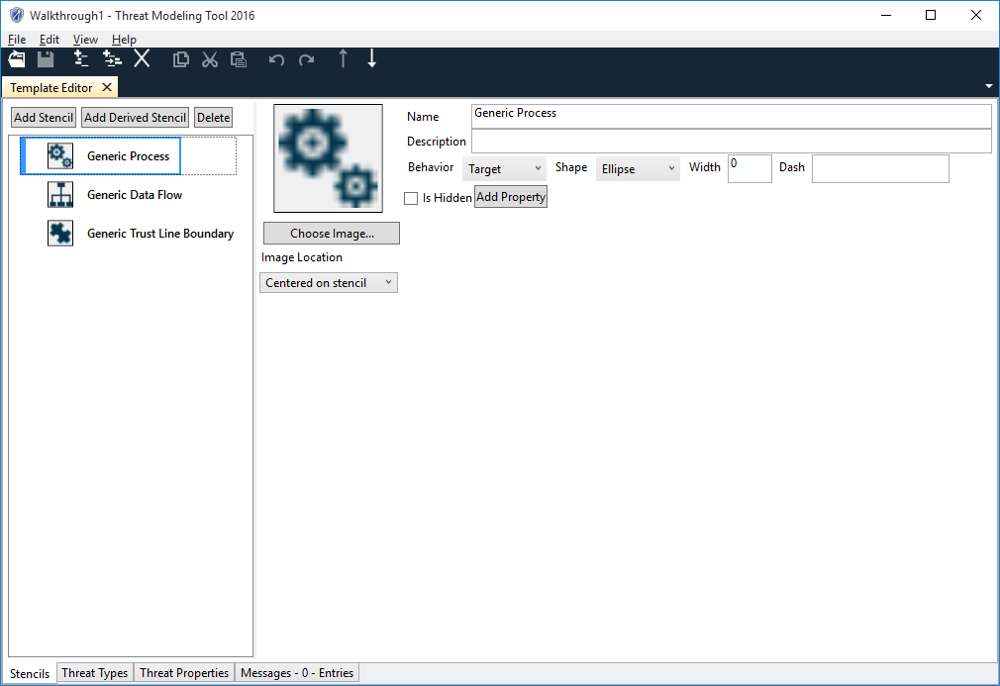 Walkthrough1 - Threat Modeling Tool 2016
File Edit View Help
Template Editor
Add Stencil Add Derived Stencil Delete
Generic Process
Generic Data Flow
Generic Trust Line Boundary
Choose Image...
Image Location
Centered on stencil
Name Generic Process
Description
Behavior Target Shape Ellipse Width 0 Dash
Is Hidden Add Property
Stencils Threat Types Threat Properties Messages - 0 - Entries